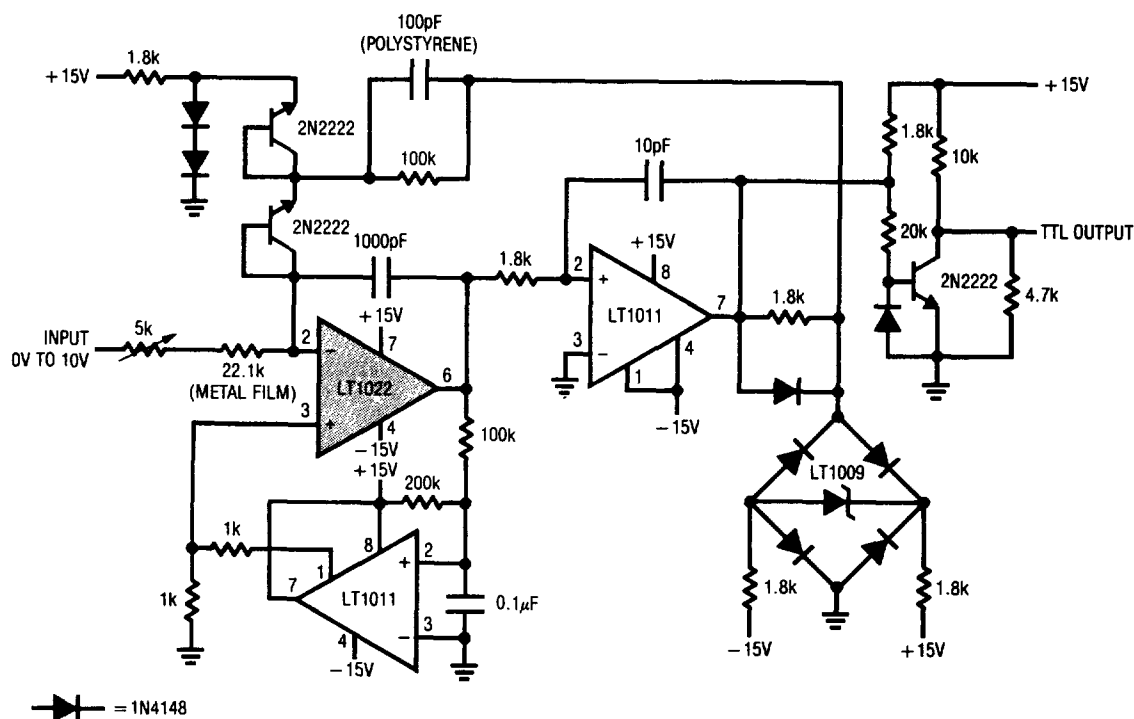 100pF
(POLYSTYRENE)
1.8k
+15V
2N2222
100k
2N2222
1000pF
10pF
+15V
1.8k
10k
20k
TTL OUTPUT
2N2222
4.7k
1.8k
+15V
2
+
8
LT1011
7
3
−
1
4
−15V
1.8k
INPUT
0V TO 10V
5k
22.1k
(METAL FILM)
+15V
2
−
7
LT1022
6
3
+
4
−15V
+15V
100k
200k
1k
1k
8
1
2
+
7
LT1011
3
−
4
−15V
0.1μF
LT1009
1.8k
−15V
1.8k
+15V
= 1N4148